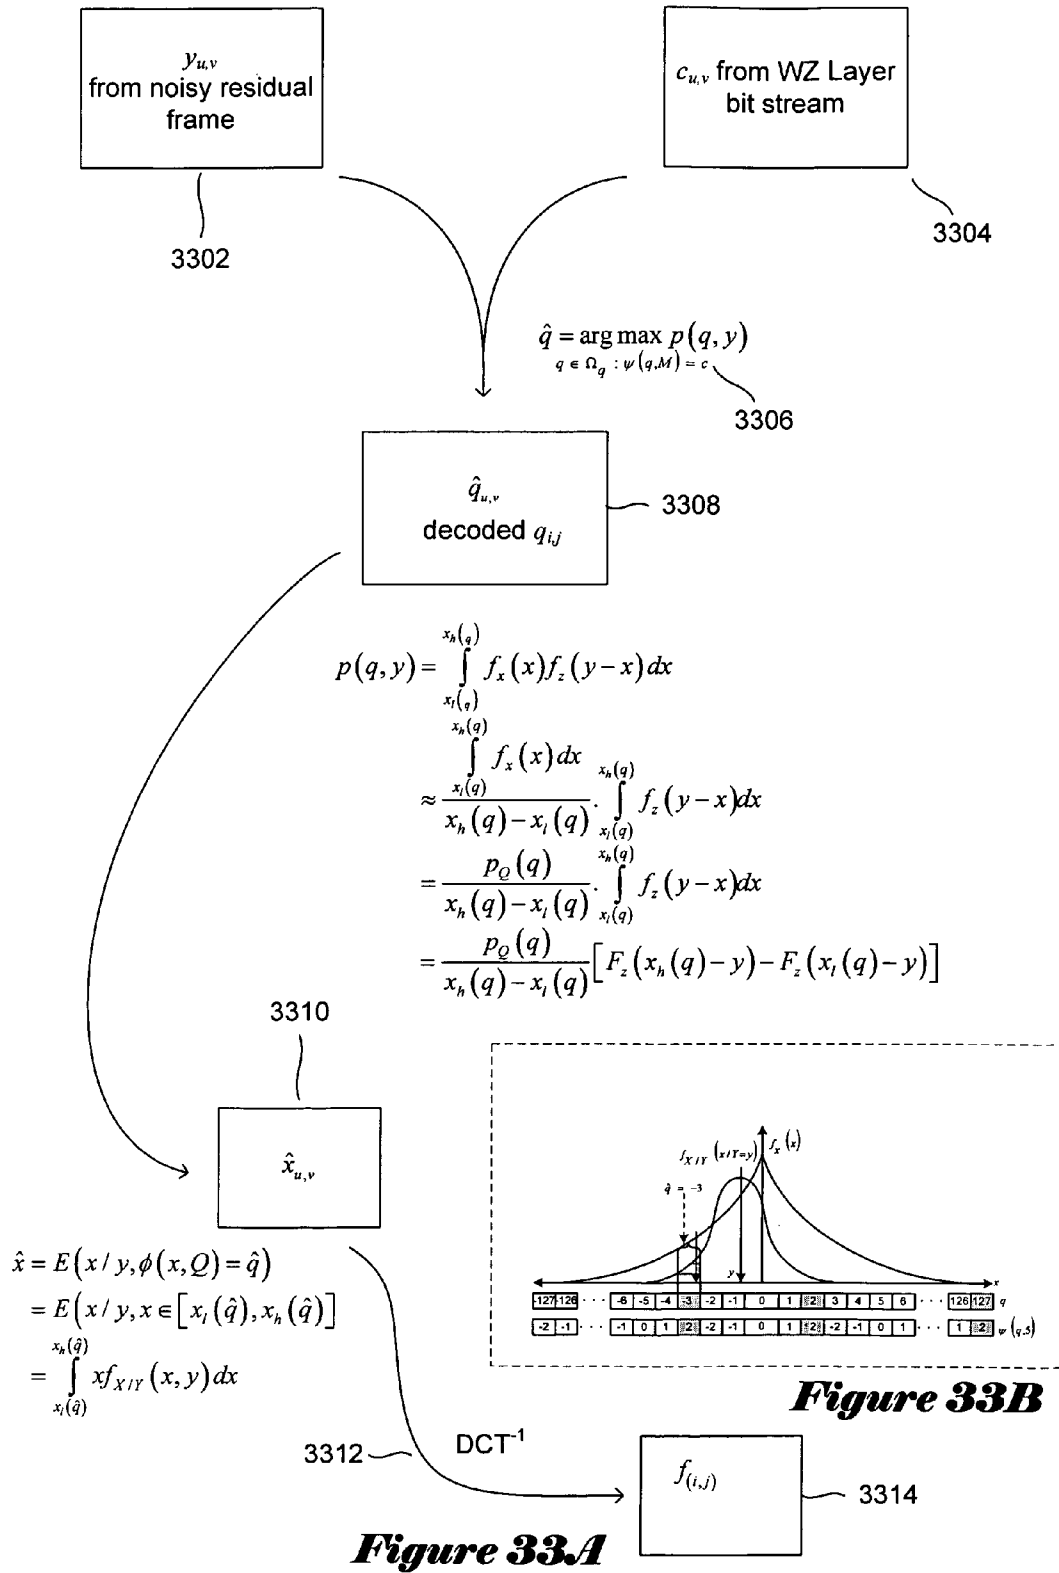 y_{u,v}
from noisy residual
frame
c_{u,v} from WZ Layer
bit stream
3302
3304
q̂ = arg max p(q, y)
q ∈ Ω_q : ψ(q,M) = c
3306
q̂_{u,v}
decoded q_{i,j}
3308
p(q, y) = ∫_{x_l(q)}^{x_h(q)} f_x(x) f_z(y−x) dx
≈ ∫_{x_l(q)}^{x_h(q)} f_x(x) dx / (x_h(q) − x_l(q)) . ∫_{x_l(q)}^{x_h(q)} f_z(y−x) dx
= p_Q(q) / (x_h(q) − x_l(q)) . ∫_{x_l(q)}^{x_h(q)} f_z(y−x) dx
= p_Q(q) / (x_h(q) − x_l(q)) [F_z(x_h(q) − y) − F_z(x_l(q) − y)]
3310
x̂_{u,v}
x̂ = E(x / y, φ(x, Q) = q̂)
= E(x / y, x ∈ [x_l(q̂), x_h(q̂)]
= ∫_{x_l(q̂)}^{x_h(q̂)} x f_{X/Y}(x, y) dx
f_x(x)
f_{X/Y}(x/Y=y)
q̂ = −3
y
x
-127 -126 · · · -6 -5 -4 -3 -2 -1 0 1 2 3 4 5 6 · · · 126 127 q
-2 -1 · · · -1 0 1 2 -2 -1 0 1 2 -2 -1 0 1 · · · 1 2 ψ(q,5)
Figure 33B
3312
DCT⁻¹
f_{(i,j)}
3314
Figure 33A